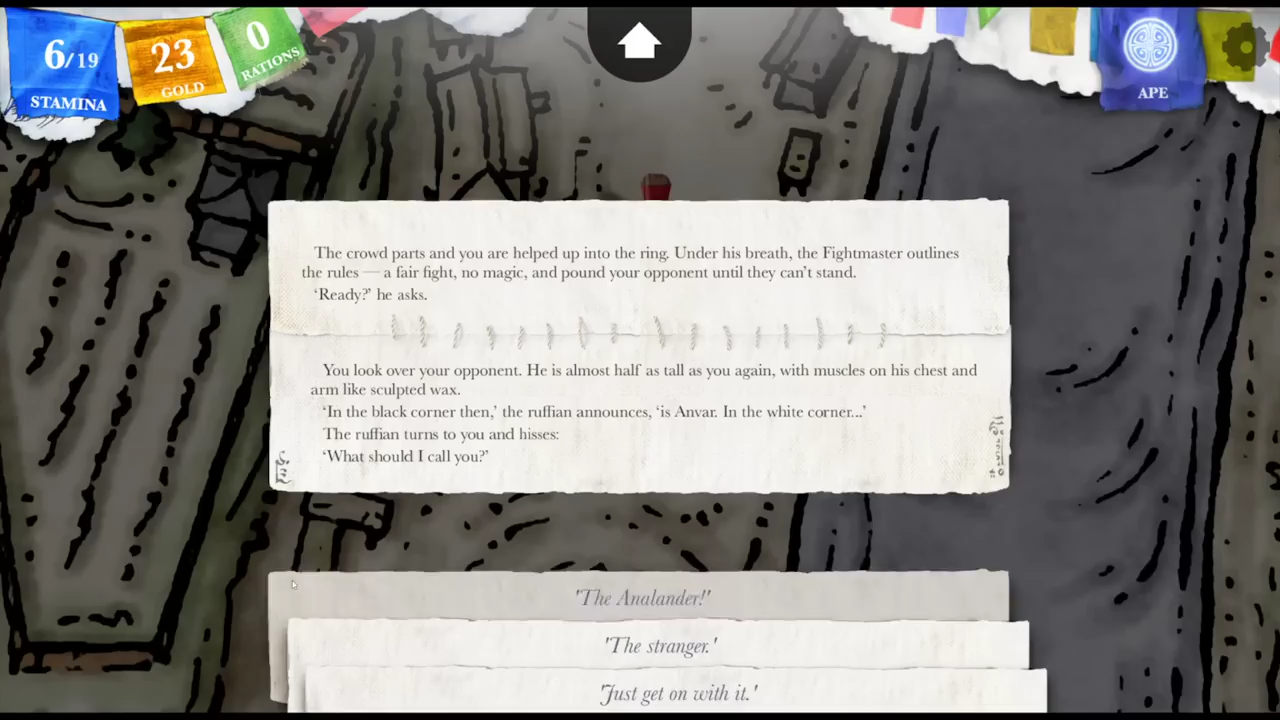 6/19
STAMINA
23
GOLD
0
RATIONS
APE
The crowd parts and you are helped up into the ring. Under his breath, the Fightmaster outlines
the rules — a fair fight, no magic, and pound your opponent until they can't stand.
'Ready?' he asks.
You look over your opponent. He is almost half as tall as you again, with muscles on his chest and
arm like sculpted wax.
'In the black corner then,' the ruffian announces, 'is Anvar. In the white corner...'
The ruffian turns to you and hisses:
'What should I call you?'
'The Analander!'
'The stranger.'
'Just get on with it.'